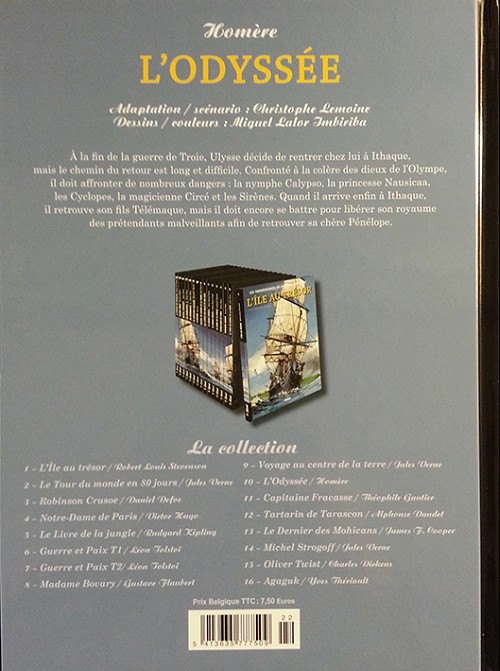 Homère
L'ODYSSÉE
Adaptation / scénario : Christophe Lemoine
Dessins / couleurs : Miguel Lalor Imbiriba
À la fin de la guerre de Troie, Ulysse décide de rentrer chez lui à Ithaque,
mais le chemin du retour est long et difficile. Confronté à la colère des dieux de l'Olympe,
il doit affronter de nombreux dangers : la nymphe Calypso, la princesse Nausicaa,
les Cyclopes, la magicienne Circé et les Sirènes. Quand il arrive enfin à Ithaque,
il retrouve son fils Télémaque, mais il doit encore se battre pour libérer son royaume
des prétendants malveillants afin de retrouver sa chère Pénélope.
L'ÎLE AU TRÉSOR
La collection
1 - L'Île au trésor / Robert Louis Stevenson
2 - Le Tour du monde en 80 jours / Jules Verne
3 - Robinson Crusoe / Daniel Defoe
4 - Notre-Dame de Paris / Victor Hugo
5 - Le Livre de la jungle / Rudyard Kipling
6 - Guerre et Paix T1 / Léon Tolstoï
7 - Guerre et Paix T2 / Léon Tolstoï
8 - Madame Bovary / Gustave Flaubert
9 - Voyage au centre de la terre / Jules Verne
10 - L'Odyssée / Homère
11 - Capitaine Fracasse / Théophile Gautier
12 - Tartarin de Tarascon / Alphonse Daudet
13 - Le Dernier des Mohicans / James F. Cooper
14 - Michel Strogoff / Jules Verne
15 - Oliver Twist / Charles Dickens
16 - Agaguk / Yves Thériault
Prix Belgique TTC : 7,50 Euros
22
5 413635 777509